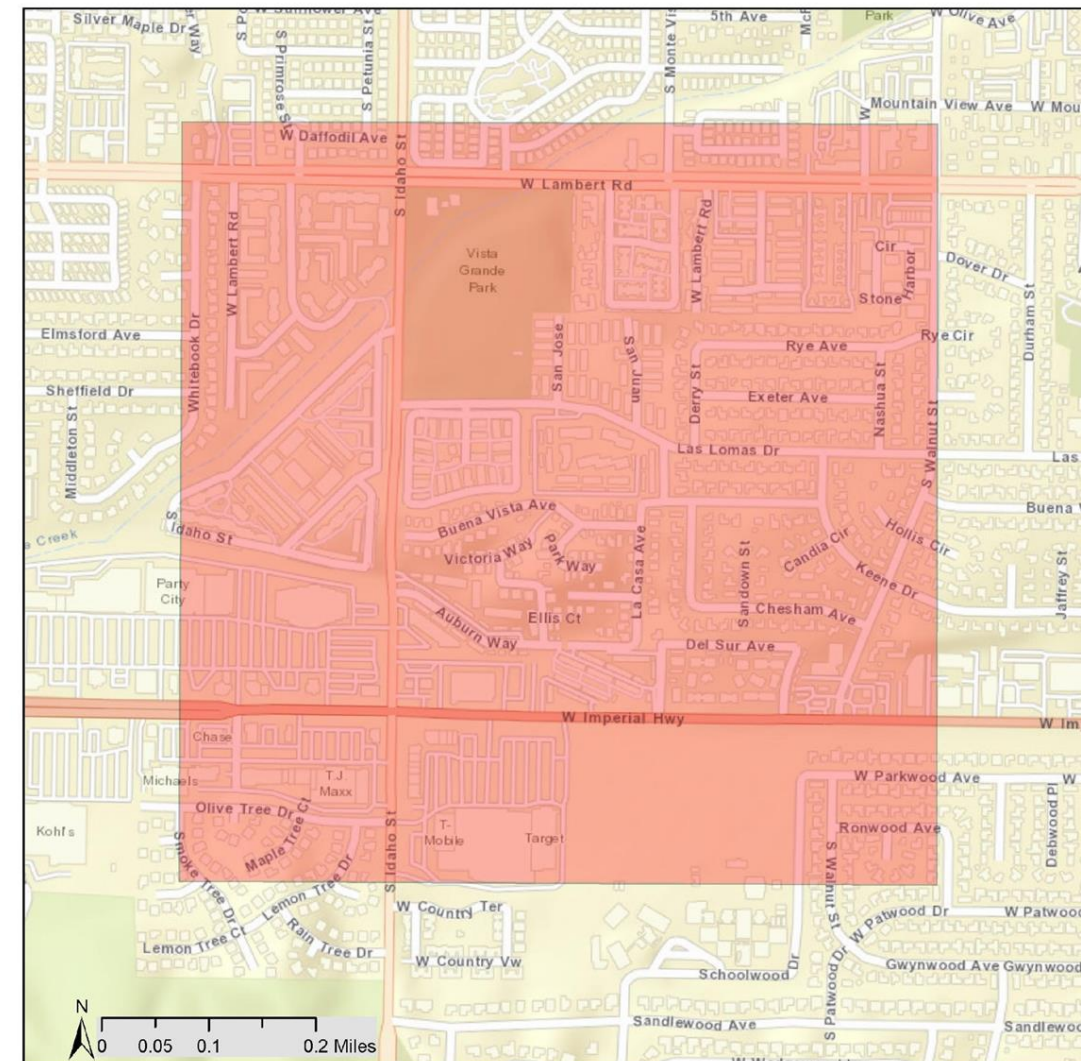 Silver Maple Dr
S Primrose St
S Petunia St
5th Ave
Park
W Olive Ave
Mountain View Ave
W Daffodil Ave
S Idaho St
W Lambert Rd
W Lambert Rd
Vista
Grande
Park
W Lambert Rd
Cir
Stone
Harbor
Dover Dr
Durham St
Elmsford Ave
Whitebook Dr
San Jose
San Juan
Rye Ave
Rye Cir
Sheffield Dr
Middleton St
Derry St
Exeter Ave
Nashua St
S Walnut St
Las Lomas Dr
Las
S Idaho St
Creek
Buena Vista Ave
Victoria Way
Park Way
La Casa Ave
Sandown St
Candia Cir
Hollis Cir
Keene Dr
Buena
Jaffrey St
Party
City
Auburn Way
Ellis Ct
Chesham Ave
Del Sur Ave
W Imperial Hwy
W Im
Chase
Michaels
T.J.
Maxx
Olive Tree Dr
Maple Tree Ct
Kohl's
Smoke Tree Dr
S Idaho St
T-
Mobile
Target
W Parkwood Ave
W
Ronwood Ave
Debwood Pl
S Walnut St
Lemon Tree Dr
Lemon Tree Ct
Rain Tree Dr
W Country Ter
W Country Vw
W Patwood Dr
W Patwood
S Patwood Dr
Schoolwood Dr
Gwynwood Ave
Gwynwood
Sandlewood Ave
Sandlewoo
N
0 0.05 0.1 0.2 Miles